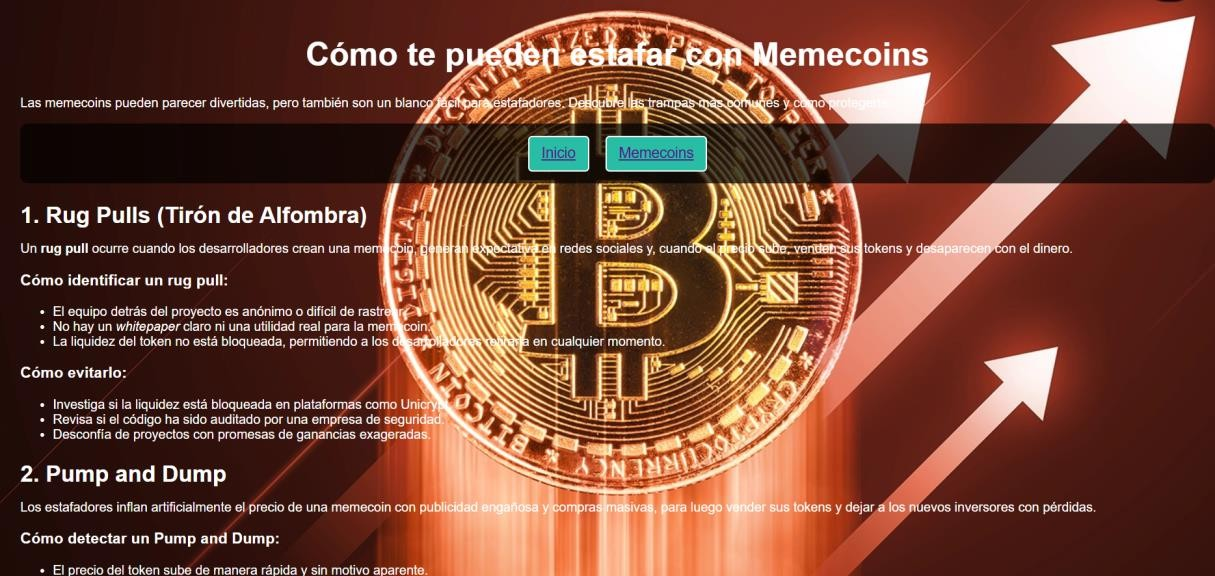 Cómo te pueden estafar con Memecoins
Las memecoins pueden parecer divertidas, pero también son un blanco fácil para estafadores. Descubre las trampas más comunes y cómo protegerte.
Inicio Memecoins
1. Rug Pulls (Tirón de Alfombra)
Un rug pull ocurre cuando los desarrolladores crean una memecoin, generan expectativa en redes sociales y, cuando el precio sube, venden sus tokens y desaparecen con el dinero.
Cómo identificar un rug pull:
• El equipo detrás del proyecto es anónimo o difícil de rastrear.
• No hay un whitepaper claro ni una utilidad real para la memecoin.
• La liquidez del token no está bloqueada, permitiendo a los desarrolladores retirarla en cualquier momento.
Cómo evitarlo:
• Investiga si la liquidez está bloqueada en plataformas como Unicrypt.
• Revisa si el código ha sido auditado por una empresa de seguridad.
• Desconfía de proyectos con promesas de ganancias exageradas.
2. Pump and Dump
Los estafadores inflan artificialmente el precio de una memecoin con publicidad engañosa y compras masivas, para luego vender sus tokens y dejar a los nuevos inversores con pérdidas.
Cómo detectar un Pump and Dump:
• El precio del token sube de manera rápida y sin motivo aparente.
DIGITAL * DECENTRALIZED * PEER TO PEER *
BITCOIN * CRYPTOCURRENCY *